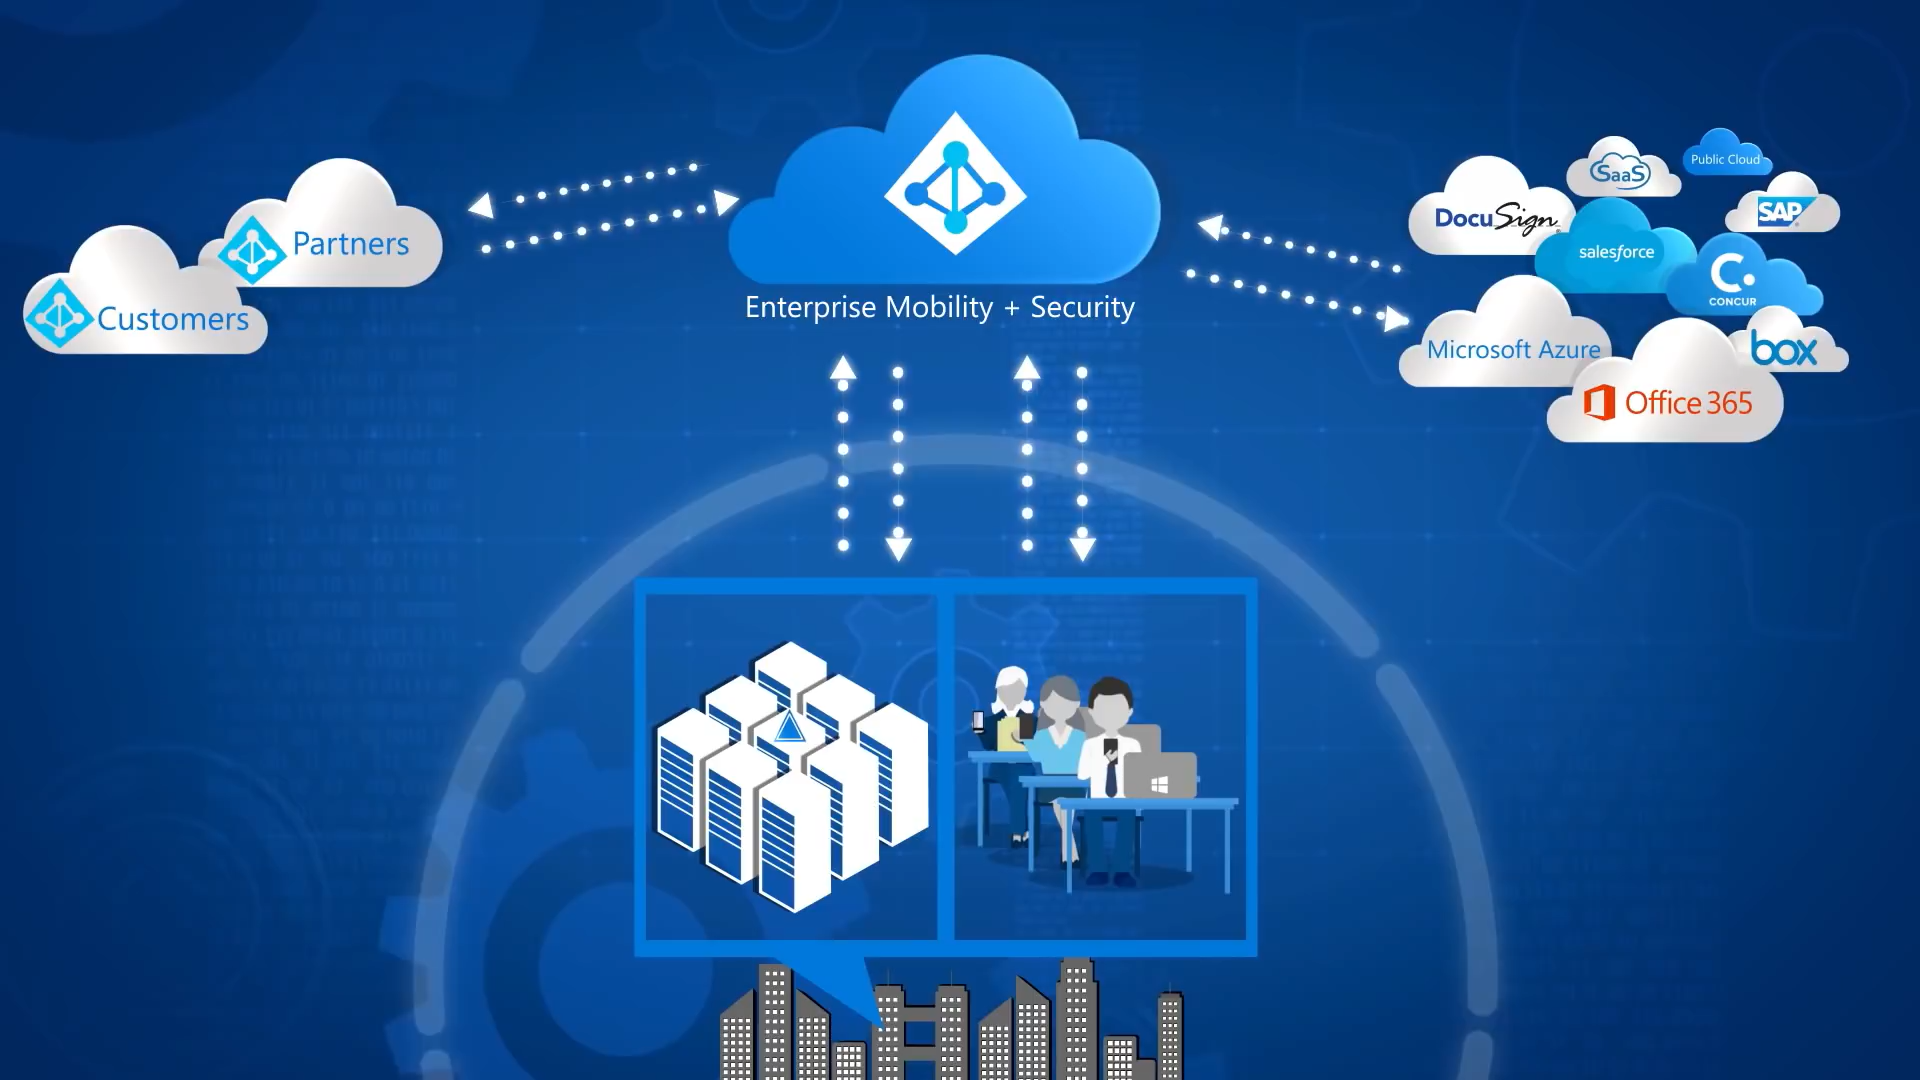 Partners
Customers
Enterprise Mobility + Security
Public Cloud
SaaS
SAP
DocuSign
salesforce
C.
CONCUR
Microsoft Azure
box
Office 365